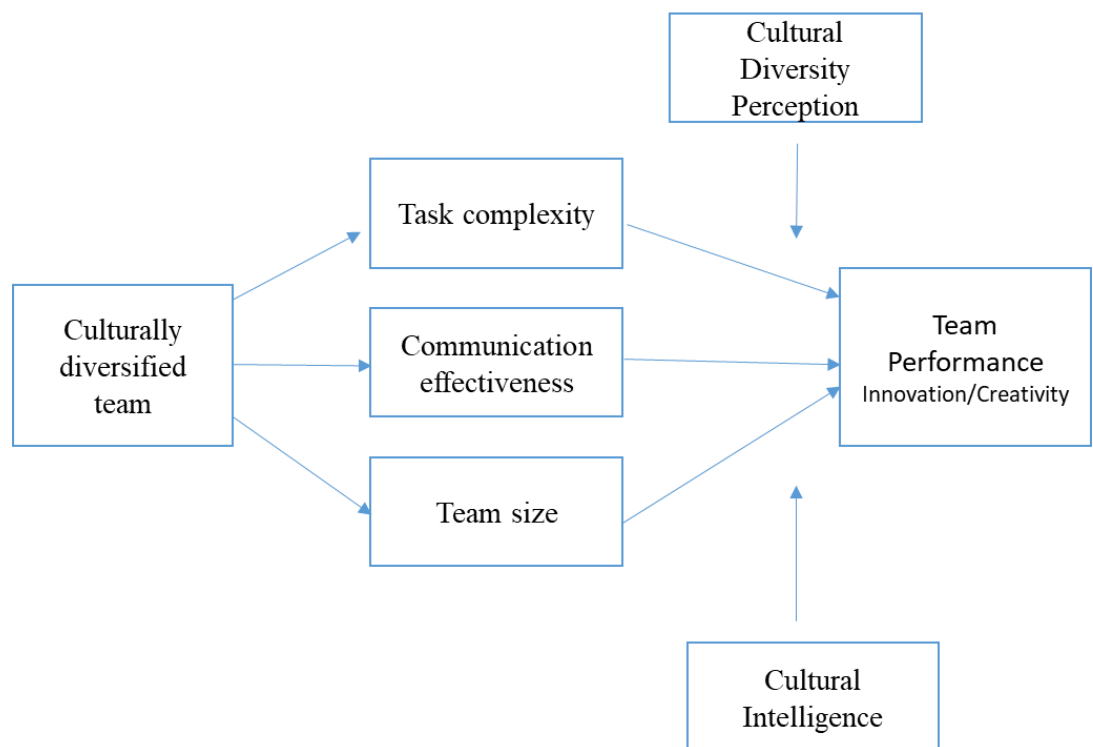 Cultural
Diversity
Perception
Task complexity
Culturally
diversified
team
Communication
effectiveness
Team
Performance
Innovation/Creativity
Team size
Cultural
Intelligence